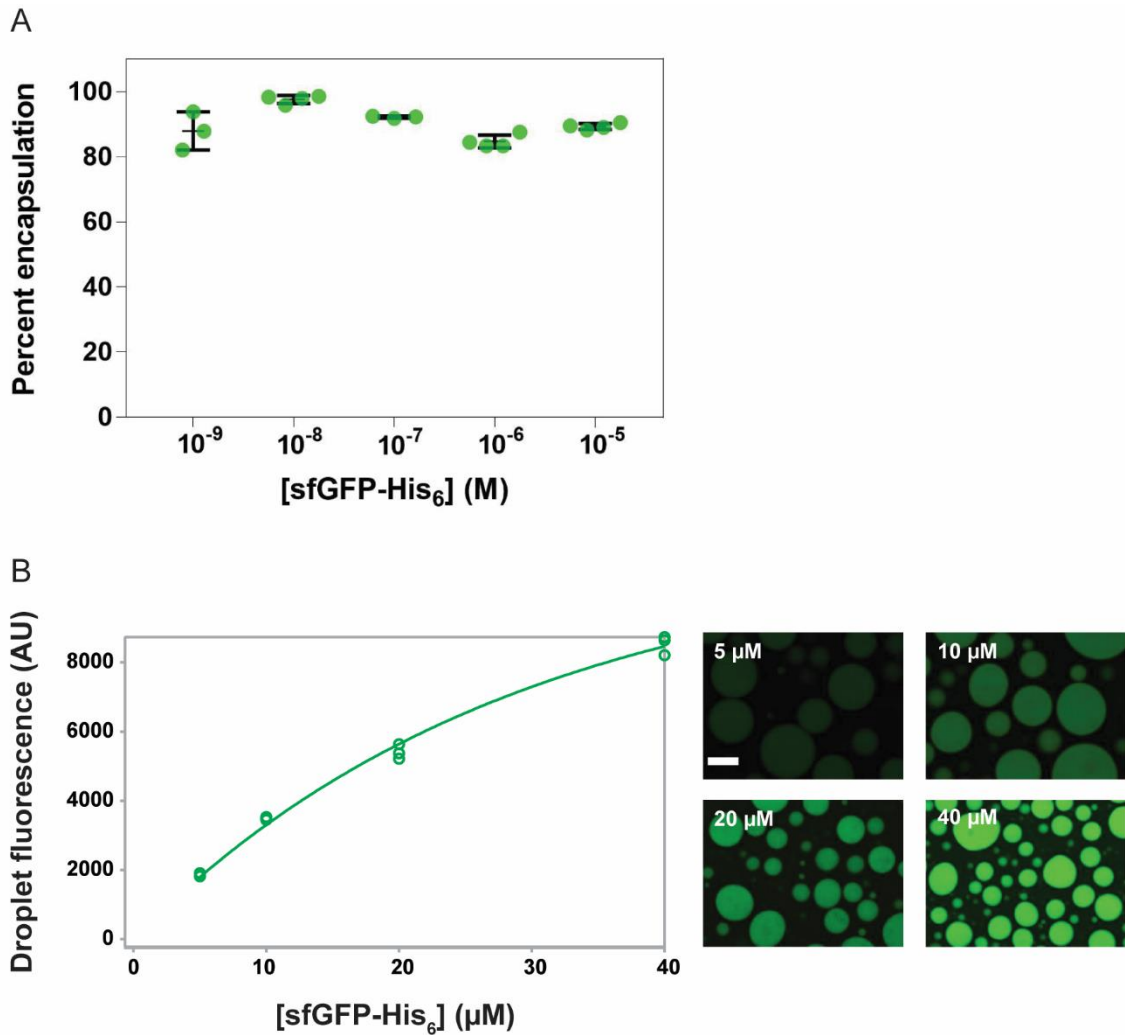 A
Percent encapsulation
100
80
60
40
20
0
10⁻⁹ 10⁻⁸ 10⁻⁷ 10⁻⁶ 10⁻⁵
[sfGFP-His₆] (M)
B
Droplet fluorescence (AU)
8000
6000
4000
2000
0
0 10 20 30 40
[sfGFP-His₆] (µM)
5 µM
10 µM
20 µM
40 µM